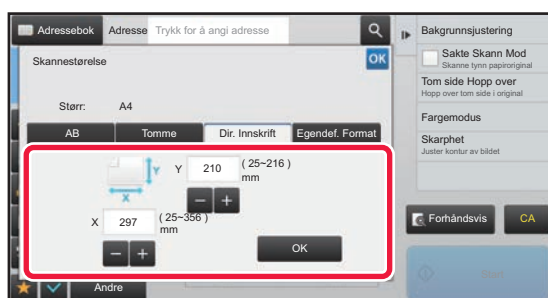 Adressebok
Adresse
Trykk for å angi adresse
Skannestørelse
OK
Størr:
A4
AB
Tomme
Dir. Innskrift
Egendef. Format
Y
X
Y
210
( 25~216 )
mm
X
297
( 25~356 )
mm
OK
Andre
Bakgrunnsjustering
Sakte Skann Mod
Skanne tynn papiroriginal
Tom side Hopp over
Hopp over tom side i original
Fargemodus
Skarphet
Juster kontur av bildet
Forhåndsvis
CA
Start